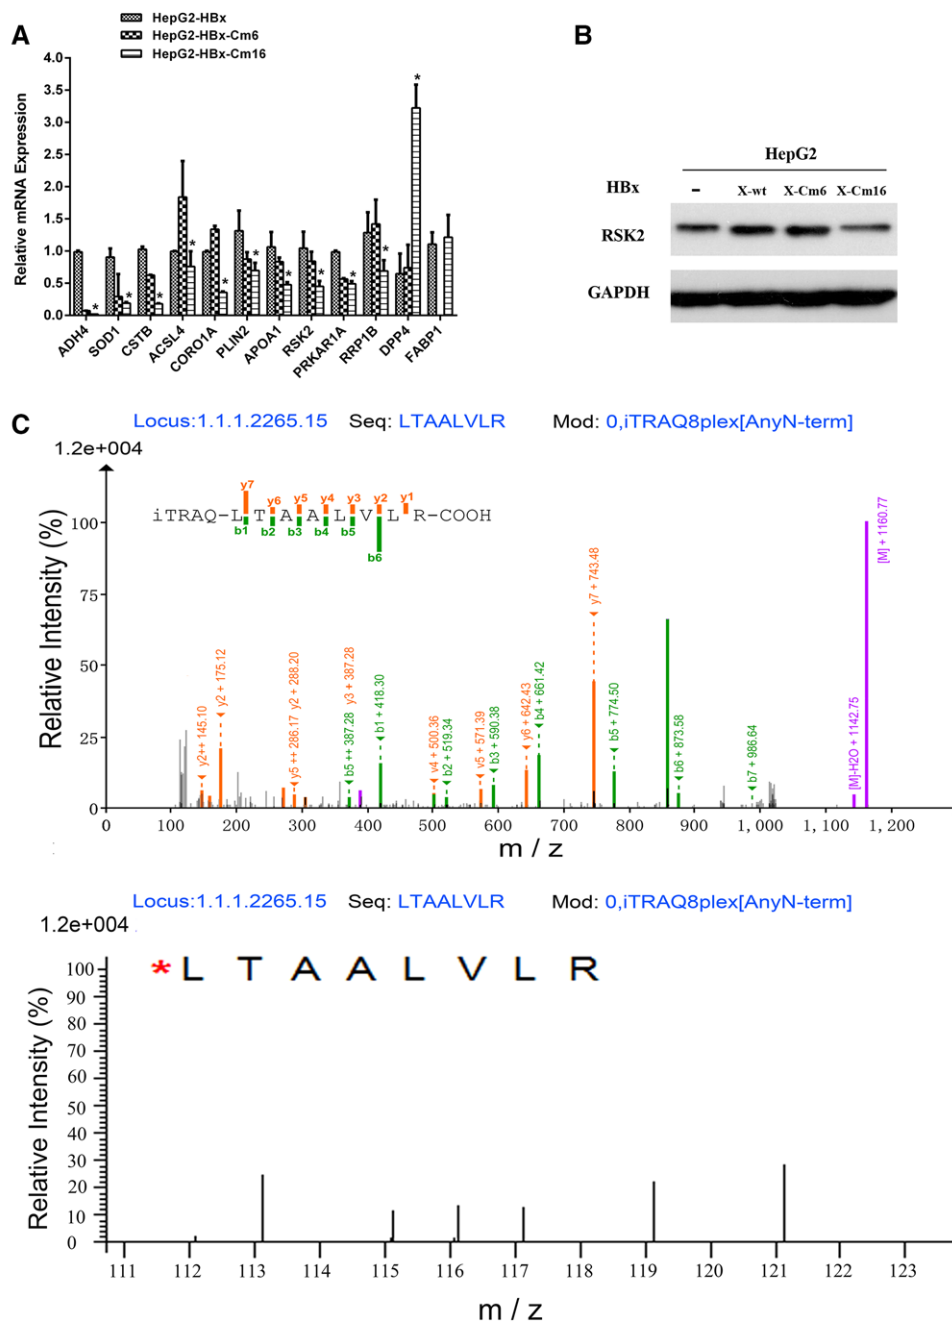 A
HepG2-HBx
HepG2-HBx-Cm6
HepG2-HBx-Cm16
Relative mRNA Expression
4.0
3.5
3.0
2.5
2.0
1.5
1.0
0.5
0.0
* * * * * * * * * * *
ADH4 SOD1 CSTB ACSL4 CORO1A PLIN2 APOA1 RSK2 PRKAR1A RRP1B DPP4 FABP1
B
HepG2
HBx – X-wt X-Cm6 X-Cm16
RSK2
GAPDH
C
Locus:1.1.1.2265.15 Seq: LTAALVLR Mod: 0,iTRAQ8plex[AnyN-term]
1.2e+004
Relative Intensity (%)
100
75
50
25
0
y7 y6 y5 y4 y3 y2 y1
iTRAQ-L T A A L V L R-COOH
b1 b2 b3 b4 b5
b6
y2++ 145.10
y2 + 175.12
y5 ++ 286.17 y2 + 288.20
b5 ++ 387.28 y3 + 387.28
b1 + 418.30
v4 + 500.36
b2 + 519.34
v5 + 571.39
b3 + 590.38
y6 + 642.43
b4 + 661.42
y7 + 743.48
b5 + 774.50
b6 + 873.58
b7 + 986.64
[M]-H2O + 1142.75
[M] + 1160.77
0 100 200 300 400 500 600 700 800 900 1,000 1,100 1,200
m / z
Locus:1.1.1.2265.15 Seq: LTAALVLR Mod: 0,iTRAQ8plex[AnyN-term]
1.2e+004
*L T A A L V L R
Relative Intensity (%)
100
90
80
70
60
50
40
30
20
10
0
111 112 113 114 115 116 117 118 119 120 121 122 123
m / z